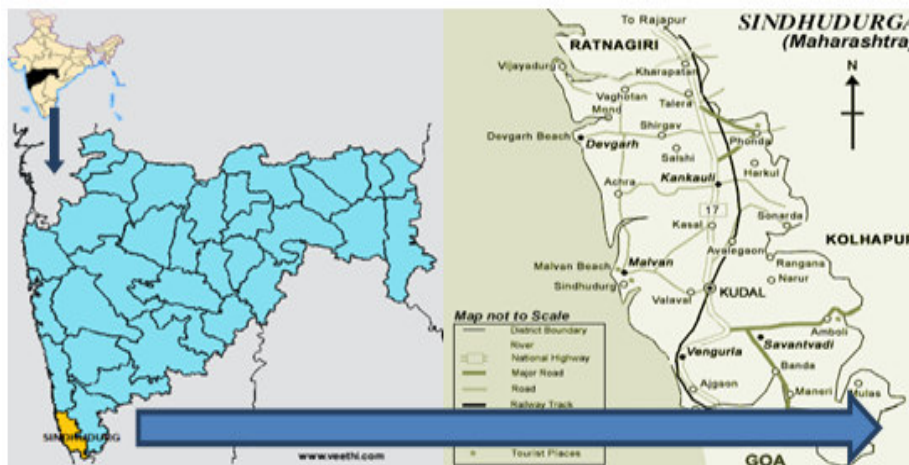 SINDHUDURG
www.veethi.com
SINDHUDURGA
(Maharashtra)
N
To Rajapur
RATNAGIRI
Vijayadurg
Kharapatan
Vaghotan
Talera
Mond
Devgarh Beach
Shirgav
Phonda
Devgarh
Saishi
Harkul
Kankauli
Achra
17
Sonarda
Kasal
KOLHAPUR
Avalegaon
Malvan Beach
Malvan
Rangana
Sindhudurg
Narur
Valaval
KUDAL
Map not to Scale
District Boundary
River
National Highway
Major Road
Road
Railway Track
Tourist Places
Amboli
Savantvadi
Vengurla
Banda
Ajgaon
Maneri
Mulas
GOA